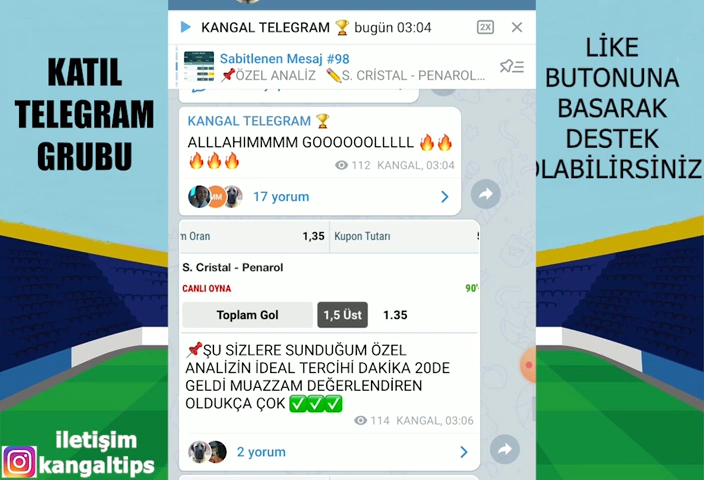 KATIL
TELEGRAM
GRUBU
iletişim
kangaltips
KANGAL TELEGRAM 🏆 bugün 03:04
2X
Sabitlenen Mesaj #98
📌ÖZEL ANALİZ ✏️S. CRISTAL - PENAROL...
KANGAL TELEGRAM 🏆
ALLLAHIMMMM GOOOOOOLLLLL 🔥🔥
🔥🔥🔥
112 KANGAL, 03:04
MM
17 yorum
m Oran 1,35 Kupon Tutarı
S. Cristal - Penarol
CANLI OYNA 90'
Toplam Gol 1,5 Üst 1.35
📌ŞU SİZLERE SUNDUĞUM ÖZEL
ANALİZİN İDEAL TERCİHİ DAKİKA 20DE
GELDİ MUAZZAM DEĞERLENDİREN
OLDUKÇA ÇOK ✅✅✅
114 KANGAL, 03:06
2 yorum
LİKE
BUTONUNA
BASARAK
DESTEK
OLABİLİRSİNİZ